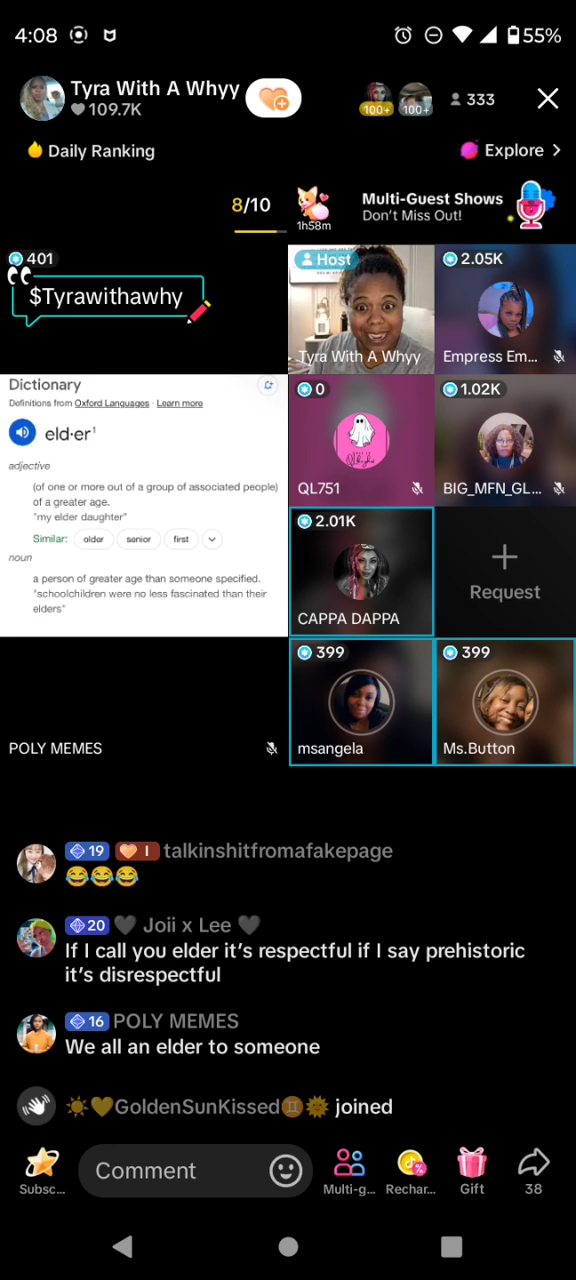 4:08
55%
Tyra With A Whyy
109.7K
100+
100+
333
Daily Ranking
Explore >
8/10
1h58m
Multi-Guest Shows
Don't Miss Out!
401
$Tyrawithawhy
Host
Tyra With A Whyy
2.05K
Empress Em...
Dictionary
Definitions from Oxford Languages · Learn more
eld·er1
adjective
(of one or more out of a group of associated people)
of a greater age.
"my elder daughter"
Similar: older senior first
noun
a person of greater age than someone specified.
"schoolchildren were no less fascinated than their
elders"
POLY MEMES
0
QL751
1.02K
BIG_MFN_GL...
2.01K
CAPPA DAPPA
+
Request
399
msangela
399
Ms.Button
19 I talkinshitfromafakepage
😂😂😂
20 🖤 Joii x Lee 🖤
If I call you elder it's respectful if I say prehistoric
it's disrespectful
16 POLY MEMES
We all an elder to someone
☀️💛GoldenSunKissed♊🌞 joined
Comment
Subsc...
Multi-g...
Rechar...
Gift
38